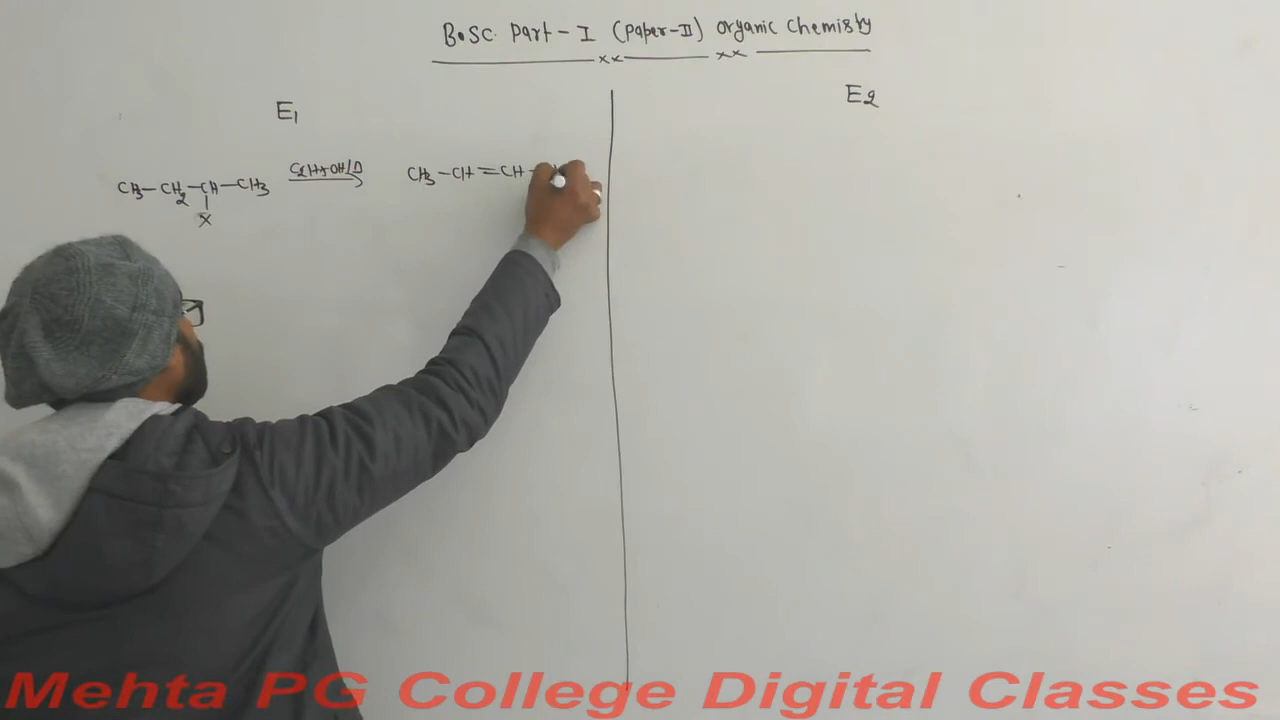 B.Sc. Part-I (Paper-II) Organic Chemistry
xx xx
E1
E2
C2H5OH/Δ
CH3-CH2-CH-CH3
CH3-CH=CH-
X
Mehta PG College Digital Classes